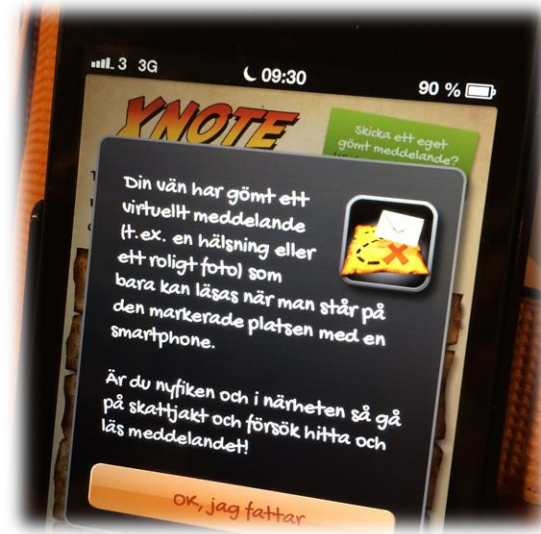 3 3G 09:30 90 %
XNOTE
Skicka ett eget
gömt meddelande?
Din vän har gömt ett
virtuellt meddelande
(t.ex. en hälsning eller
ett roligt foto) som
bara kan läsas när man står på
den markerade platsen med en
smartphone.
Är du nyfiken och i närheten så gå
på skattjakt och försök hitta och
läs meddelandet!
OK, jag fattar